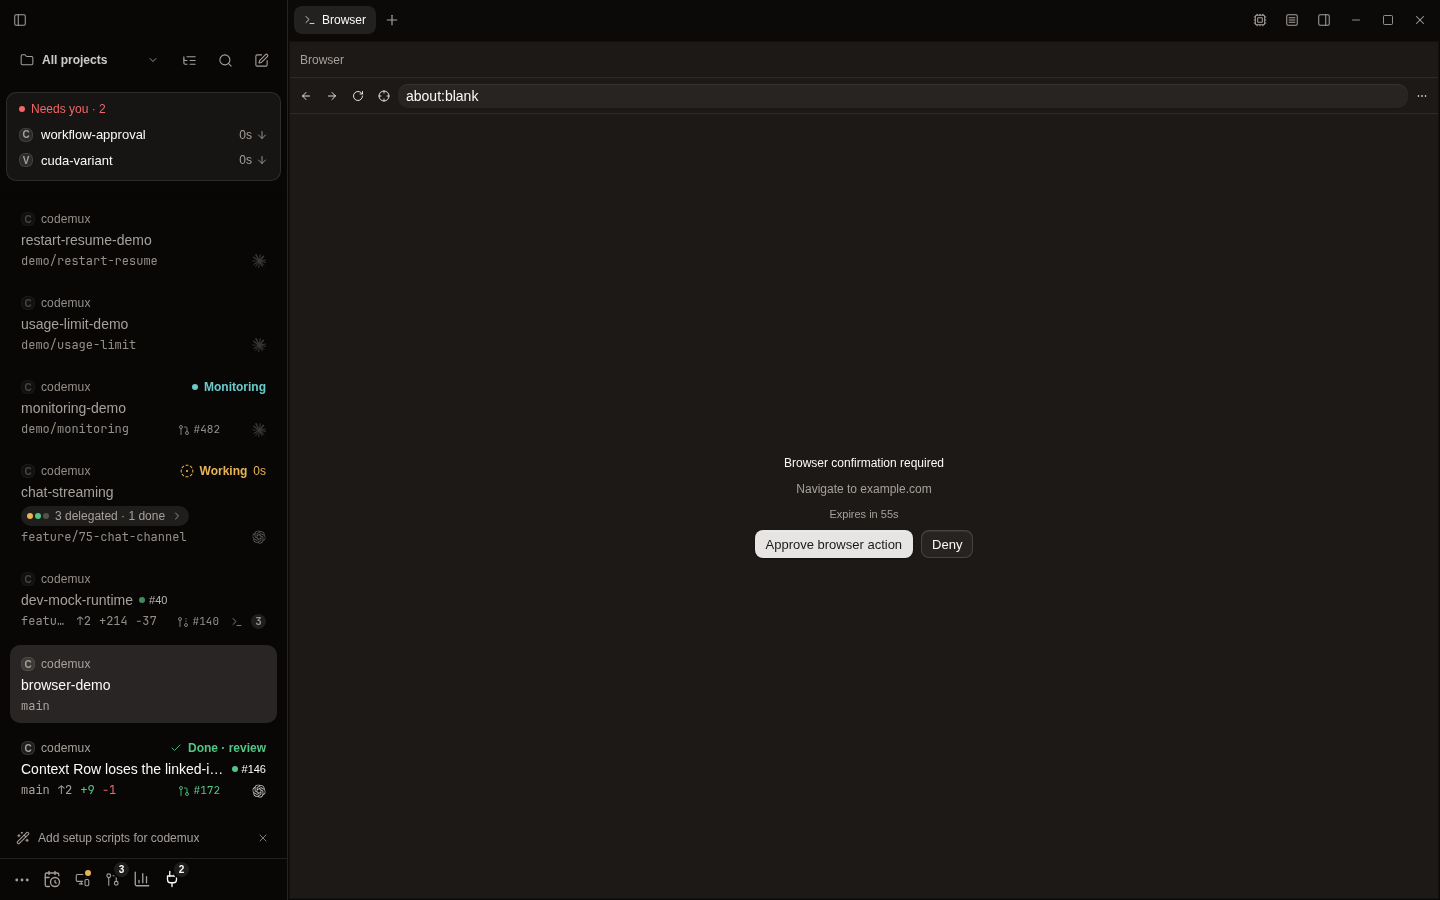 All projects
Browser
Needs you · 2
C workflow-approval 0s
V cuda-variant 0s
C codemux
restart-resume-demo
demo/restart-resume
C codemux
usage-limit-demo
demo/usage-limit
C codemux Monitoring
monitoring-demo
demo/monitoring #482
C codemux Working 0s
chat-streaming
3 delegated · 1 done
feature/75-chat-channel
C codemux
dev-mock-runtime #40
featu… ↑2 +214 -37 #140 3
C codemux
browser-demo
main
C codemux Done · review
Context Row loses the linked-i… #146
main ↑2 +9 -1 #172
Add setup scripts for codemux
3 2
Browser
about:blank
Browser confirmation required
Navigate to example.com
Expires in 55s
Approve browser action Deny